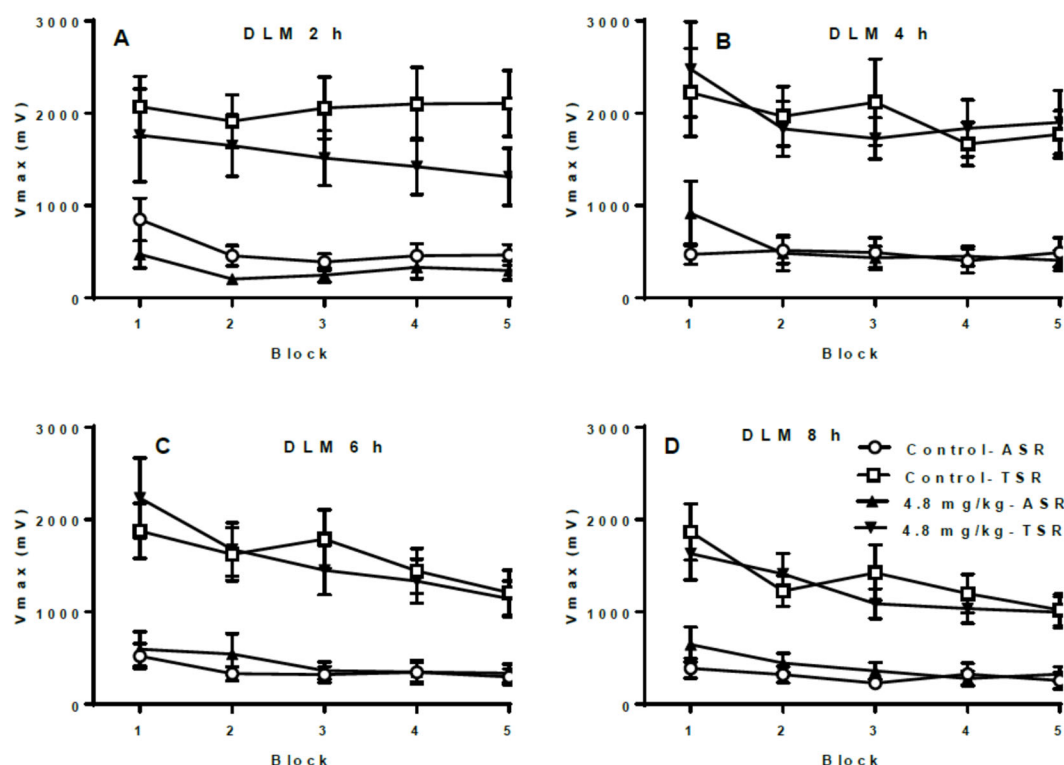 A DLM 2 h
3000
2000
1000
0
Vmax (mV)
1 2 3 4 5
Block
B DLM 4 h
3000
2000
1000
0
Vmax (mV)
1 2 3 4 5
Block
C DLM 6 h
3000
2000
1000
0
Vmax (mV)
1 2 3 4 5
Block
D DLM 8 h
3000
2000
1000
0
Vmax (mV)
1 2 3 4 5
Block
Control-ASR
Control-TSR
4.8 mg/kg-ASR
4.8 mg/kg-TSR